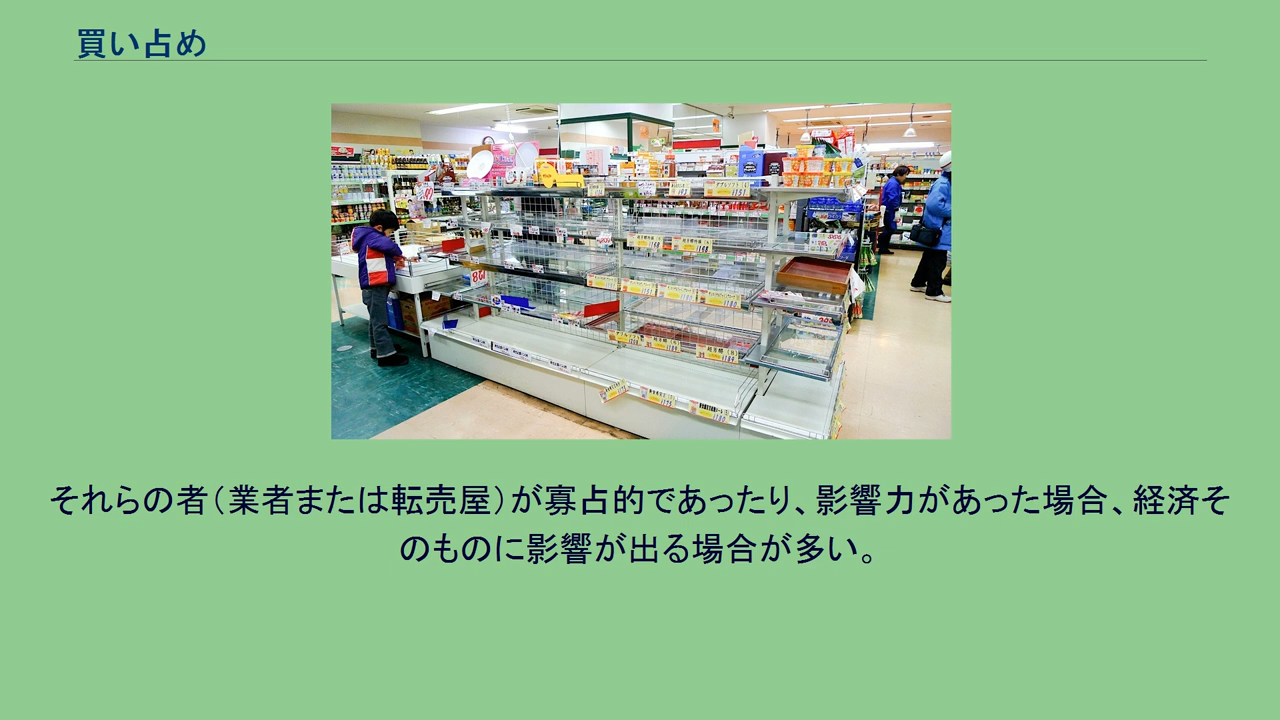 買い占め
それらの者（業者または転売屋）が寡占的であったり、影響力があった場合、経済そ
のものに影響が出る場合が多い。